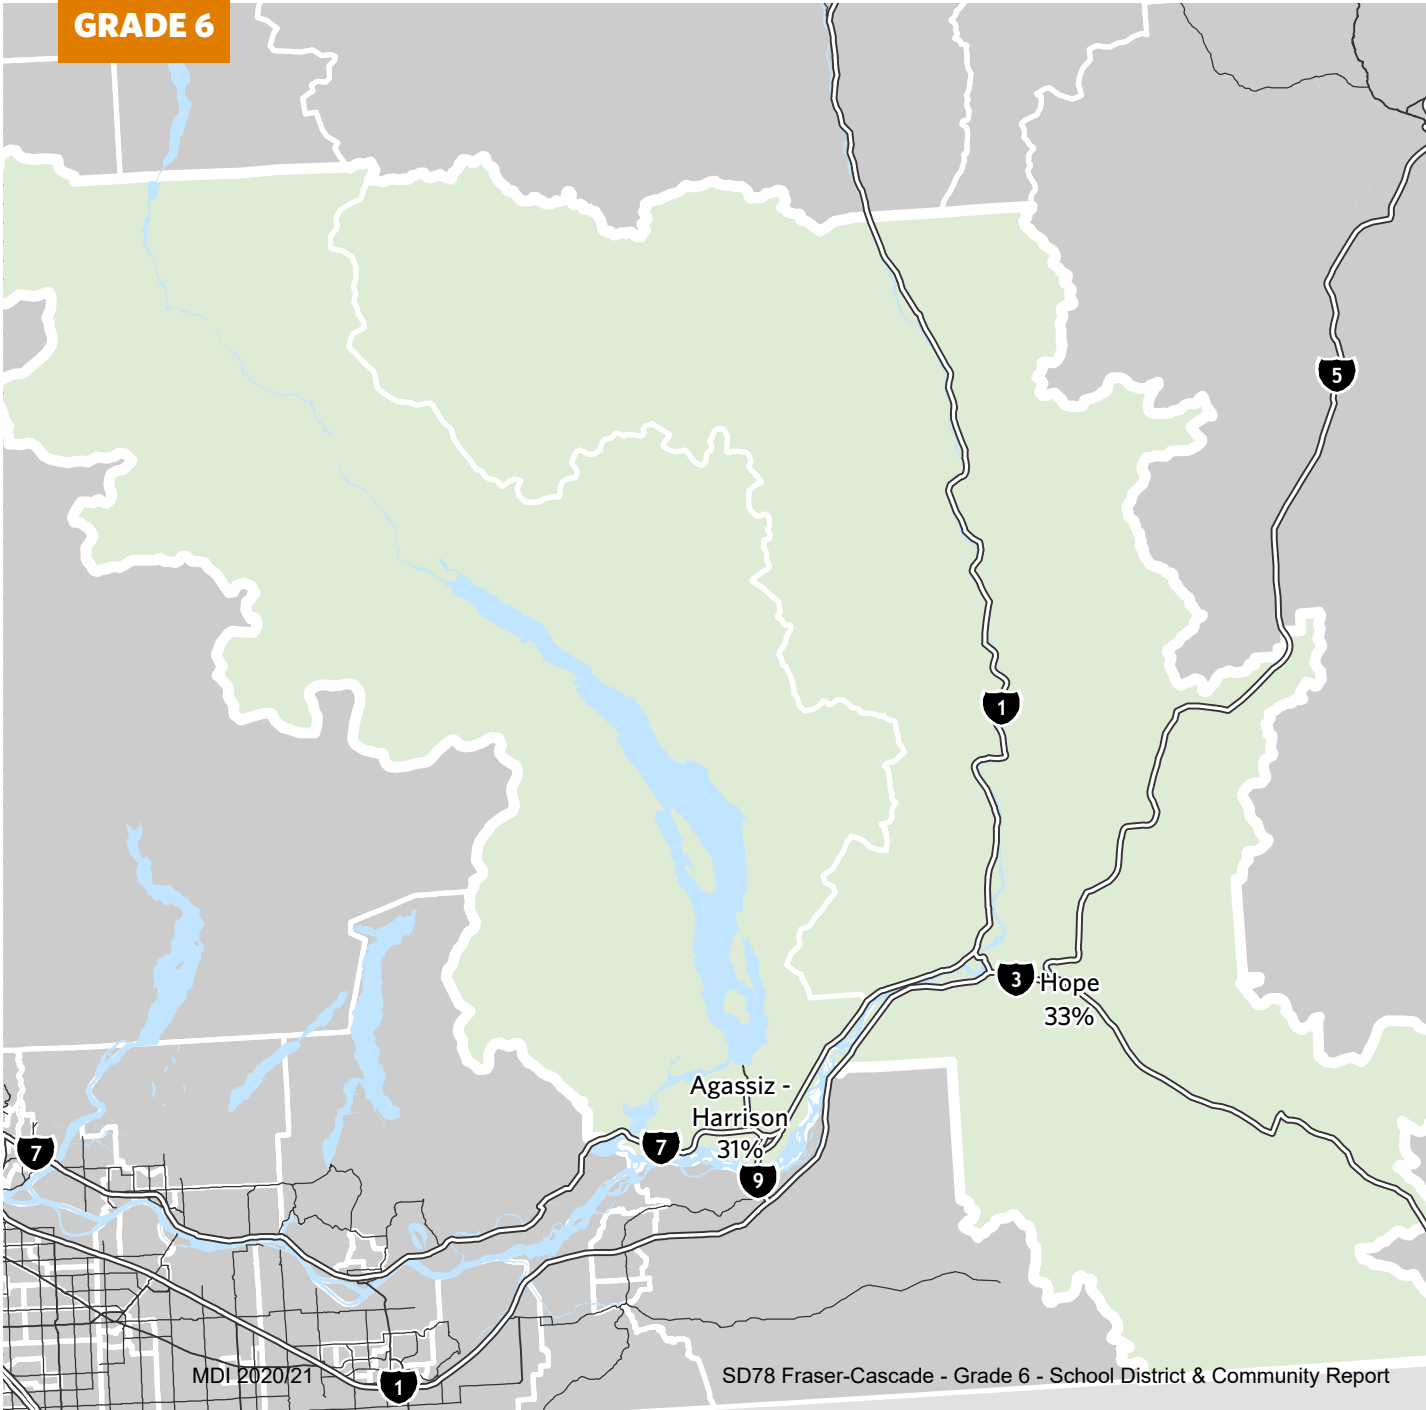 GRADE 6
5
1
3
Hope
33%
Agassiz -
Harrison
31%
7
7
9
1
MDI 2020/21
SD78 Fraser-Cascade - Grade 6 - School District & Community Report